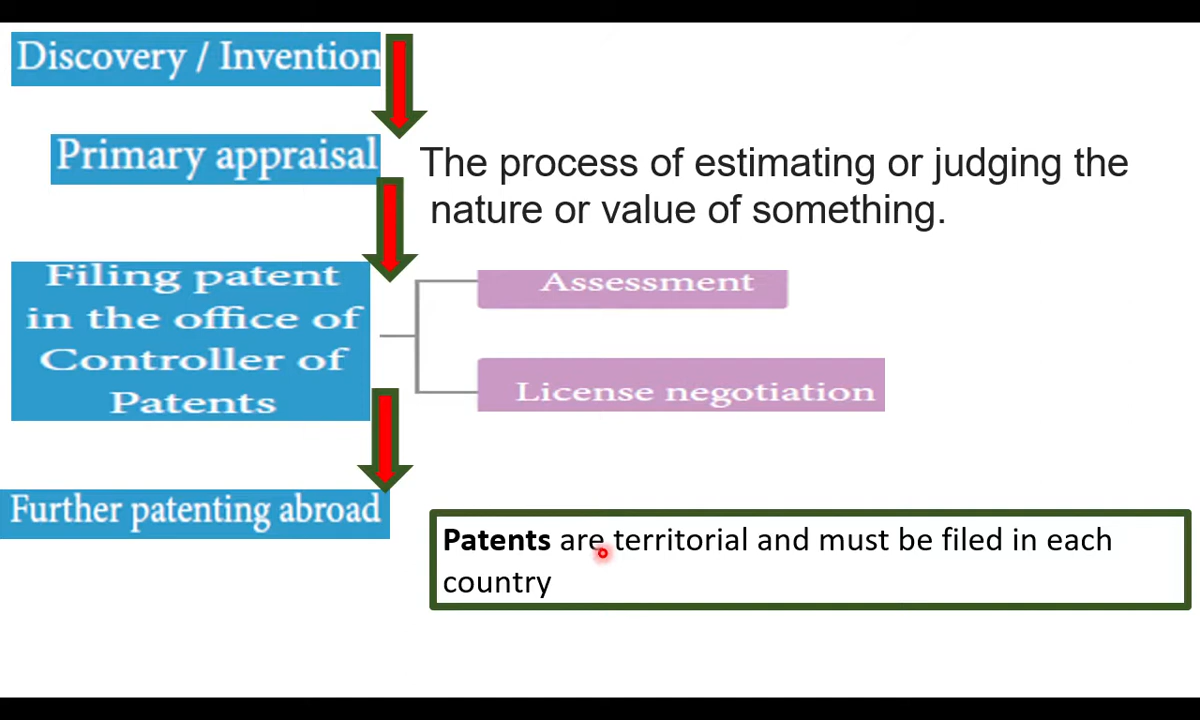 Discovery / Invention
Primary appraisal
The process of estimating or judging the
nature or value of something.
Filing patent
in the office of
Controller of
Patents
Assessment
License negotiation
Further patenting abroad
Patents are territorial and must be filed in each
country